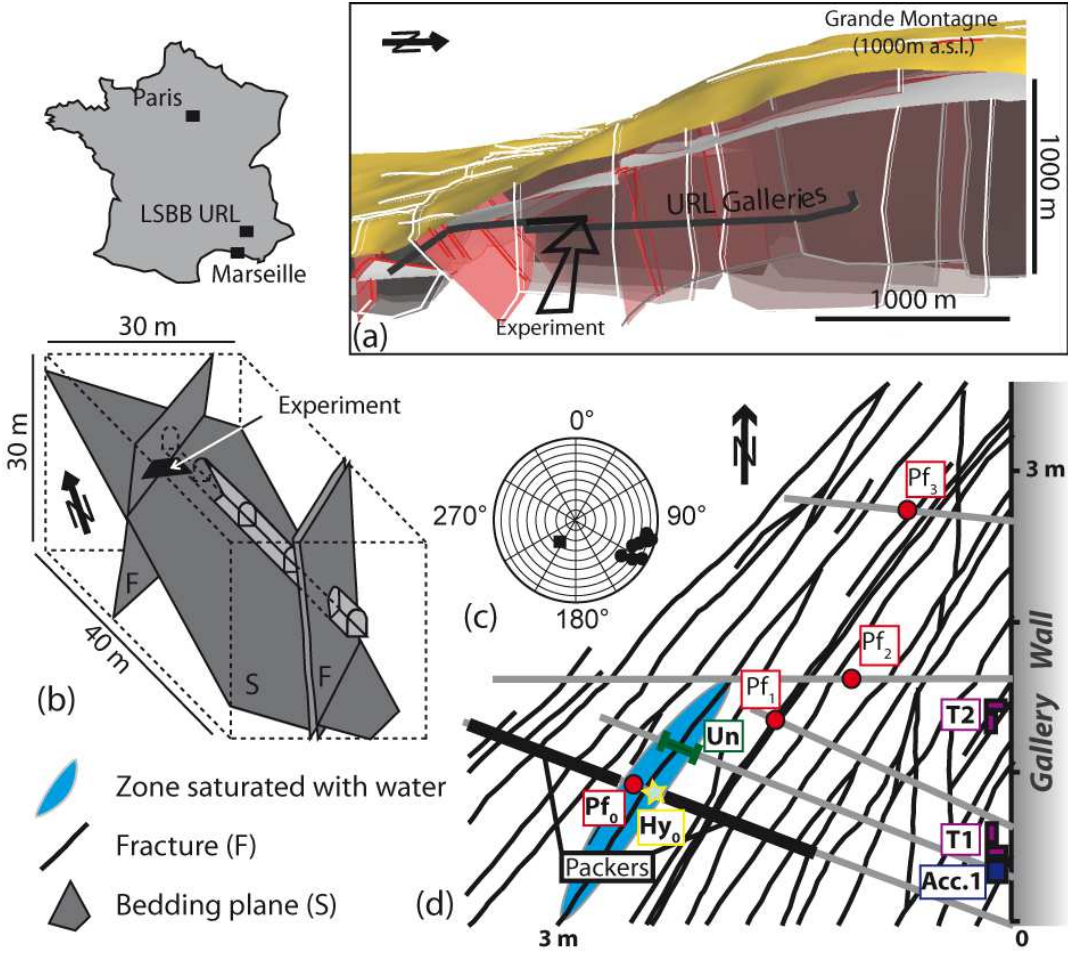 Paris
LSBB URL
Marseille
N
Grande Montagne
(1000m a.s.l.)
1000 m
URL Galleries
1000 m
Experiment
(a)
30 m
30 m
Experiment
N
F
40 m
S
F
(b)
0°
270°
90°
180°
(c)
N
3 m
Pf3
Pf2
Pf1
T2
Un
Gallery Wall
Pf0
Hy0
T1
Packers
Acc.1
(d)
3 m
0
Zone saturated with water
Fracture (F)
Bedding plane (S)